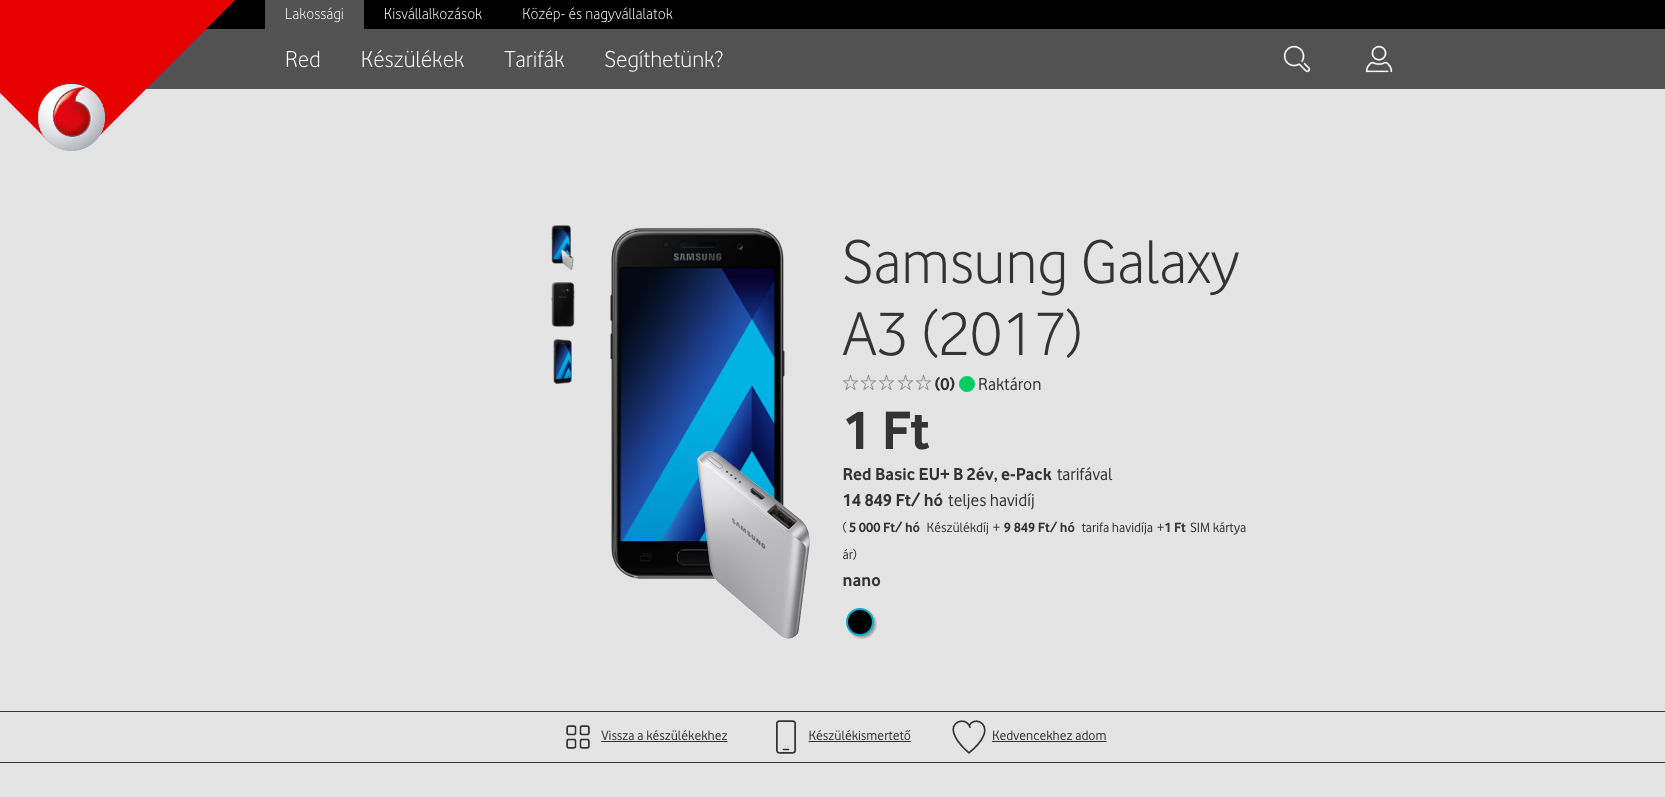 Lakossági Kisvállalkozások Közép- és nagyvállalatok
Red Készülékek Tarifák Segíthetünk?
Samsung Galaxy
A3 (2017)
(0) Raktáron
1 Ft
Red Basic EU+ B 2év, e-Pack tarifával
14 849 Ft/ hó teljes havidíj
( 5 000 Ft/ hó Készülékdíj + 9 849 Ft/ hó tarifa havidíja +1 Ft SIM kártya
ár)
nano
SAMSUNG
SAMSUNG
Vissza a készülékekhez Készülékismertető Kedvencekhez adom